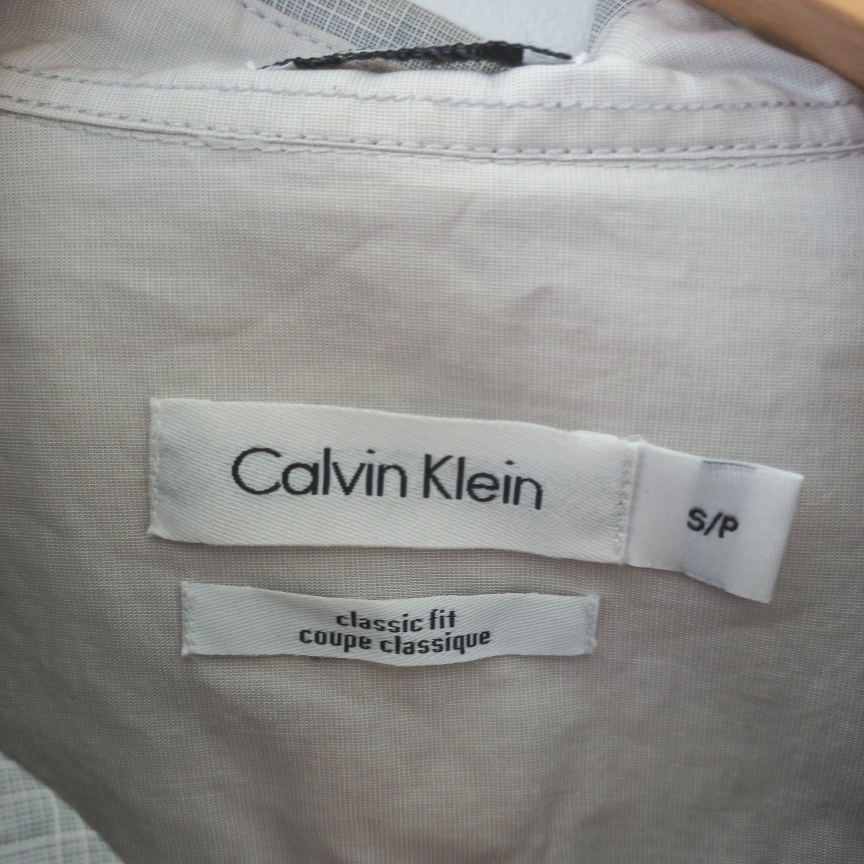 Calvin Klein
S/P
classic fit
coupe classique